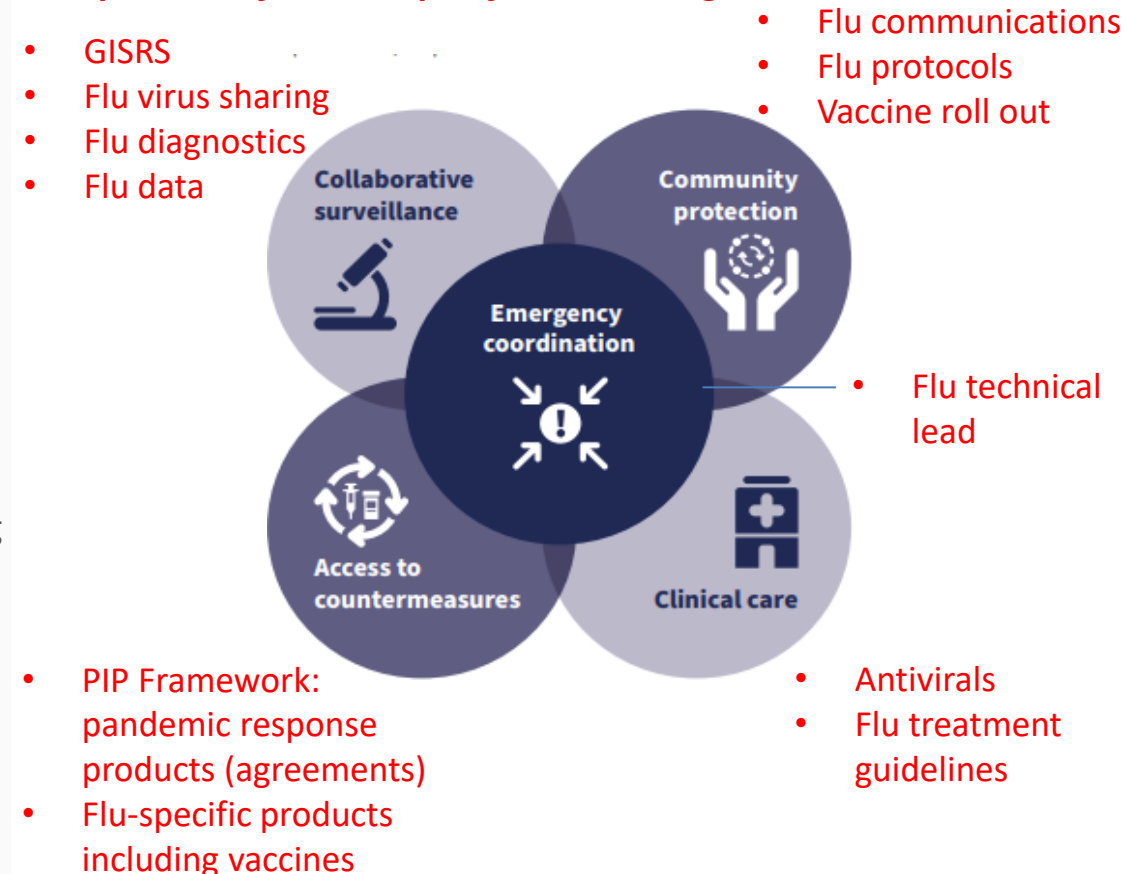 • GISRS
• Flu virus sharing
• Flu diagnostics
• Flu data
• Flu communications
• Flu protocols
• Vaccine roll out
Collaborative
surveillance
Community
protection
Emergency
coordination
!
• Flu technical
lead
Access to
countermeasures
Clinical care
• PIP Framework:
pandemic response
products (agreements)
• Flu-specific products
including vaccines
• Antivirals
• Flu treatment
guidelines